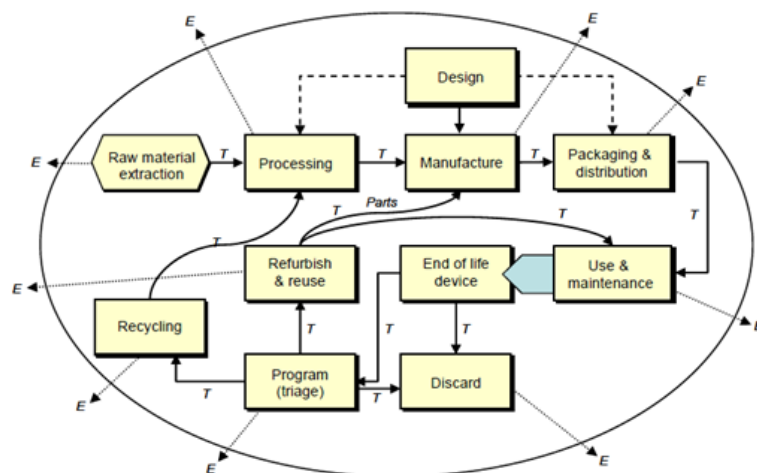 E
E
E
Design
E
Raw material
extraction
T
Processing
T
Manufacture
T
Packaging &
distribution
Parts
T
T
T
T
Refurbish
& reuse
End of life
device
Use &
maintenance
E
Recycling
T
T
T
E
T
Program
(triage)
T
Discard
E
E
E